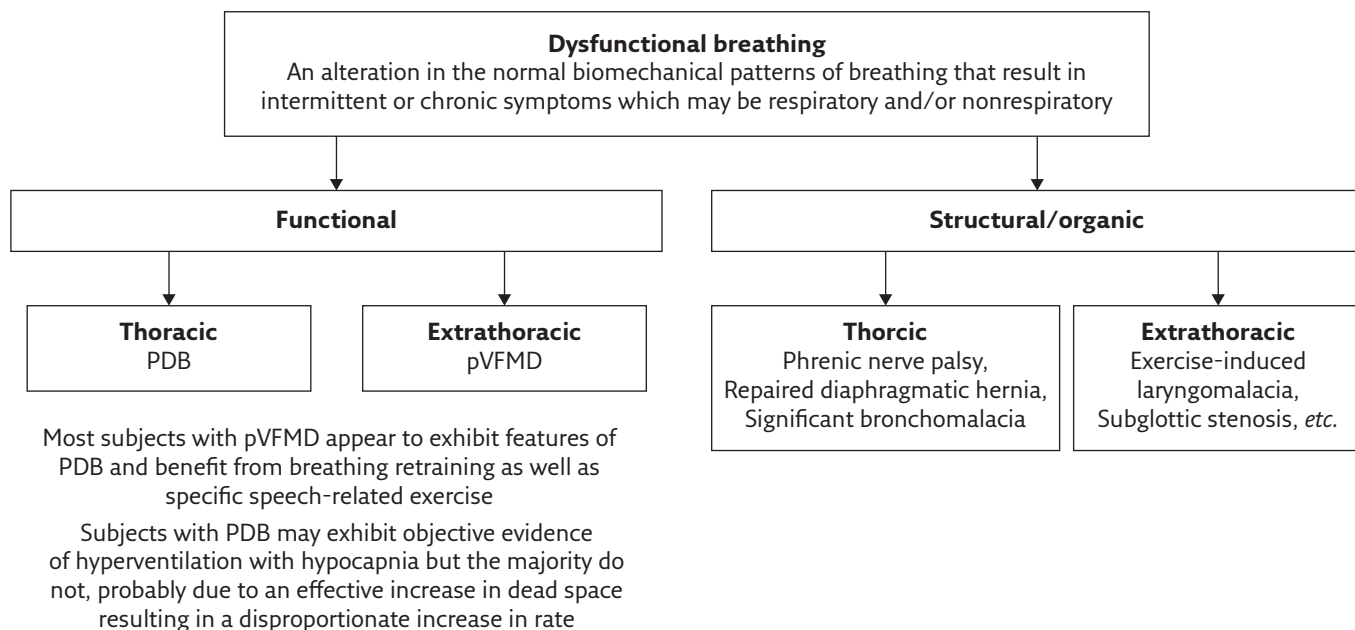 Dysfunctional breathing
An alteration in the normal biomechanical patterns of breathing that result in
intermittent or chronic symptoms which may be respiratory and/or nonrespiratory
Functional
Structural/organic
Thoracic
PDB
Extrathoracic
pVFMD
Thorcic
Phrenic nerve palsy,
Repaired diaphragmatic hernia,
Significant bronchomalacia
Extrathoracic
Exercise-induced
laryngomalacia,
Subglottic stenosis, etc.
Most subjects with pVFMD appear to exhibit features of
PDB and benefit from breathing retraining as well as
specific speech-related exercise
Subjects with PDB may exhibit objective evidence
of hyperventilation with hypocapnia but the majority do
not, probably due to an effective increase in dead space
resulting in a disproportionate increase in rate